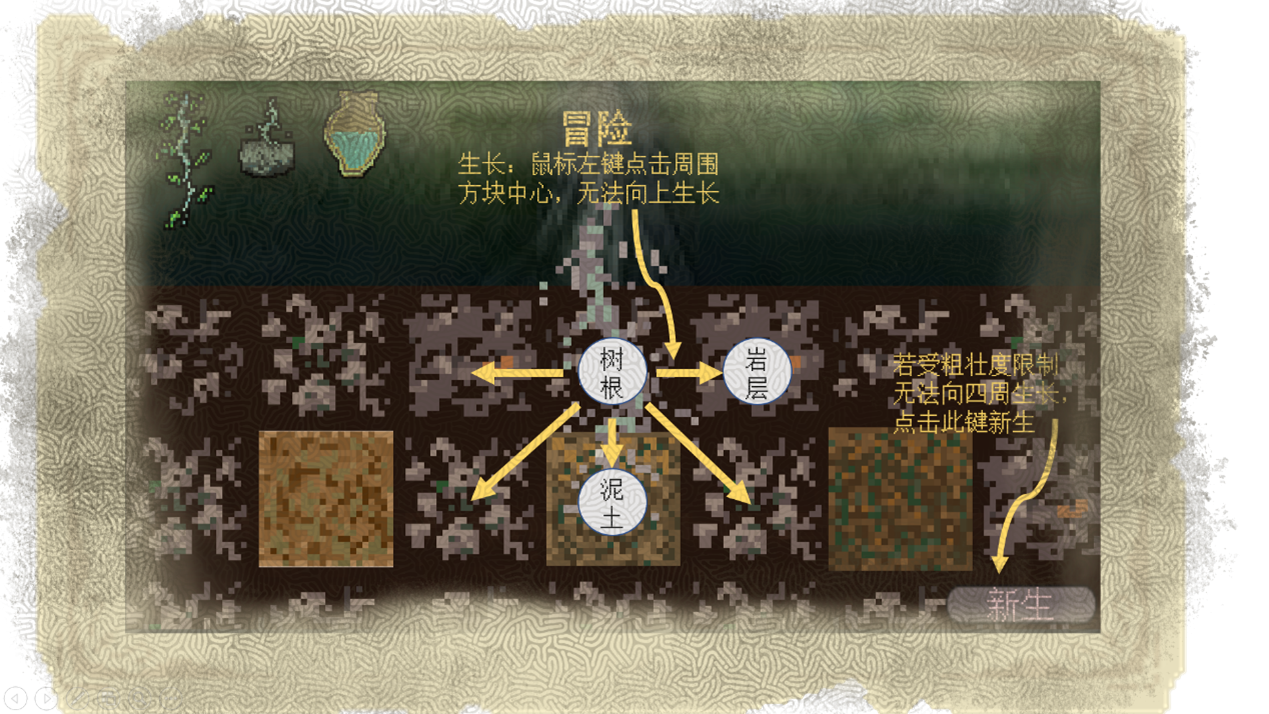 冒险
生长：鼠标左键点击周围
方块中心，无法向上生长
树
根
岩
层
若受粗壮度限制
无法向四周生长，
点击此键新生
泥
土
新生